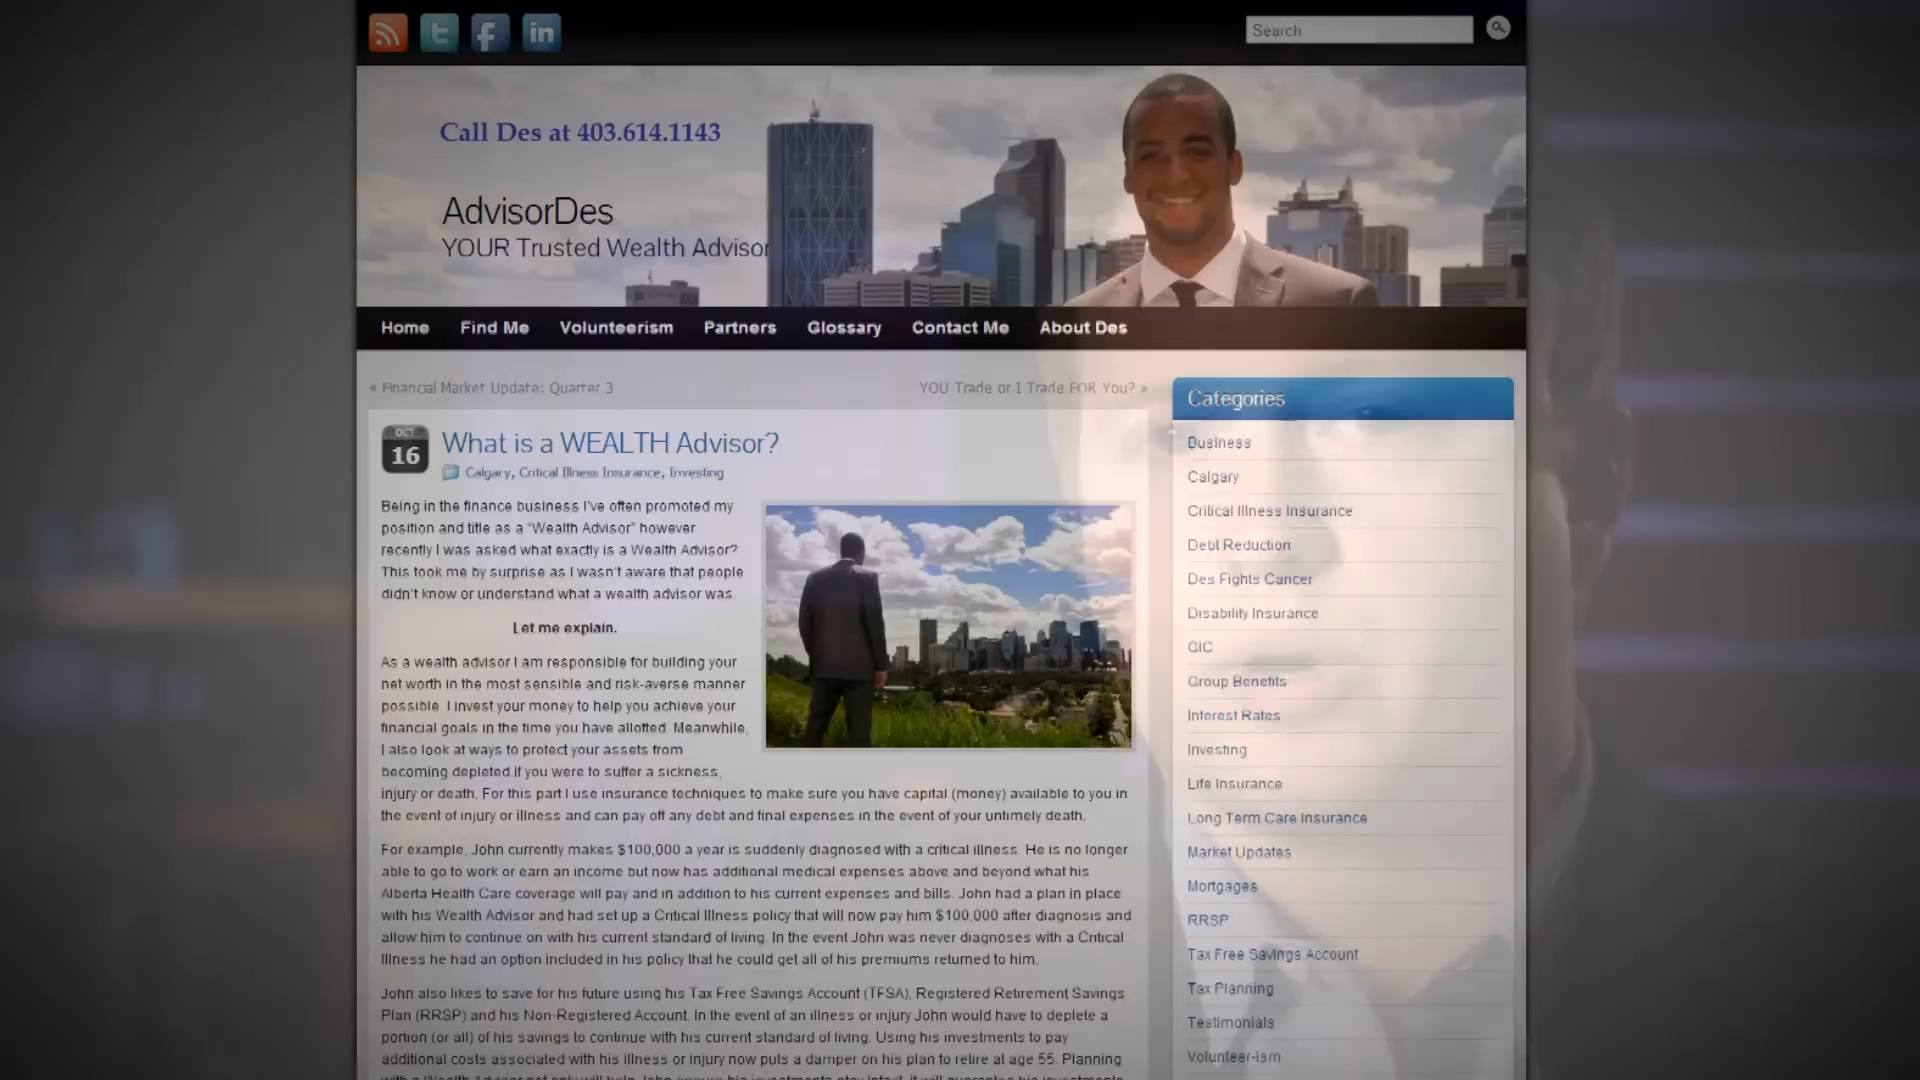 Search
Call Des at 403.614.1143
AdvisorDes
YOUR Trusted Wealth Advisor
Home Find Me Volunteerism Partners Glossary Contact Me About Des
« Financial Market Update: Quarter 3
YOU Trade or I Trade FOR You? »
OCT
16
What is a WEALTH Advisor?
Calgary, Critical Illness Insurance, Investing
Being in the finance business I've often promoted my
position and title as a "Wealth Advisor" however
recently I was asked what exactly is a Wealth Advisor?
This took me by surprise as I wasn't aware that people
didn't know or understand what a wealth advisor was.
Let me explain.
As a wealth advisor I am responsible for building your
net worth in the most sensible and risk-averse manner
possible. I invest your money to help you achieve your
financial goals in the time you have allotted. Meanwhile,
I also look at ways to protect your assets from
becoming depleted if you were to suffer a sickness,
injury or death. For this part I use insurance techniques to make sure you have capital (money) available to you in
the event of injury or illness and can pay off any debt and final expenses in the event of your untimely death.
For example, John currently makes $100,000 a year is suddenly diagnosed with a critical illness. He is no longer
able to go to work or earn an income but now has additional medical expenses above and beyond what his
Alberta Health Care coverage will pay and in addition to his current expenses and bills. John had a plan in place
with his Wealth Advisor and had set up a Critical Illness policy that will now pay him $100,000 after diagnosis and
allow him to continue on with his current standard of living. In the event John was never diagnoses with a Critical
Illness he had an option included in his policy that he could get all of his premiums returned to him.
John also likes to save for his future using his Tax Free Savings Account (TFSA), Registered Retirement Savings
Plan (RRSP) and his Non-Registered Account. In the event of an illness or injury John would have to deplete a
portion (or all) of his savings to continue with his current standard of living. Using his investments to pay
additional costs associated with his illness or injury now puts a damper on his plan to retire at age 55. Planning
Categories
Business
Calgary
Critical Illness Insurance
Debt Reduction
Des Fights Cancer
Disability Insurance
GIC
Group Benefits
Interest Rates
Investing
Life Insurance
Long Term Care Insurance
Market Updates
Mortgages
RRSP
Tax Free Savings Account
Tax Planning
Testimonials
Volunteer-ism